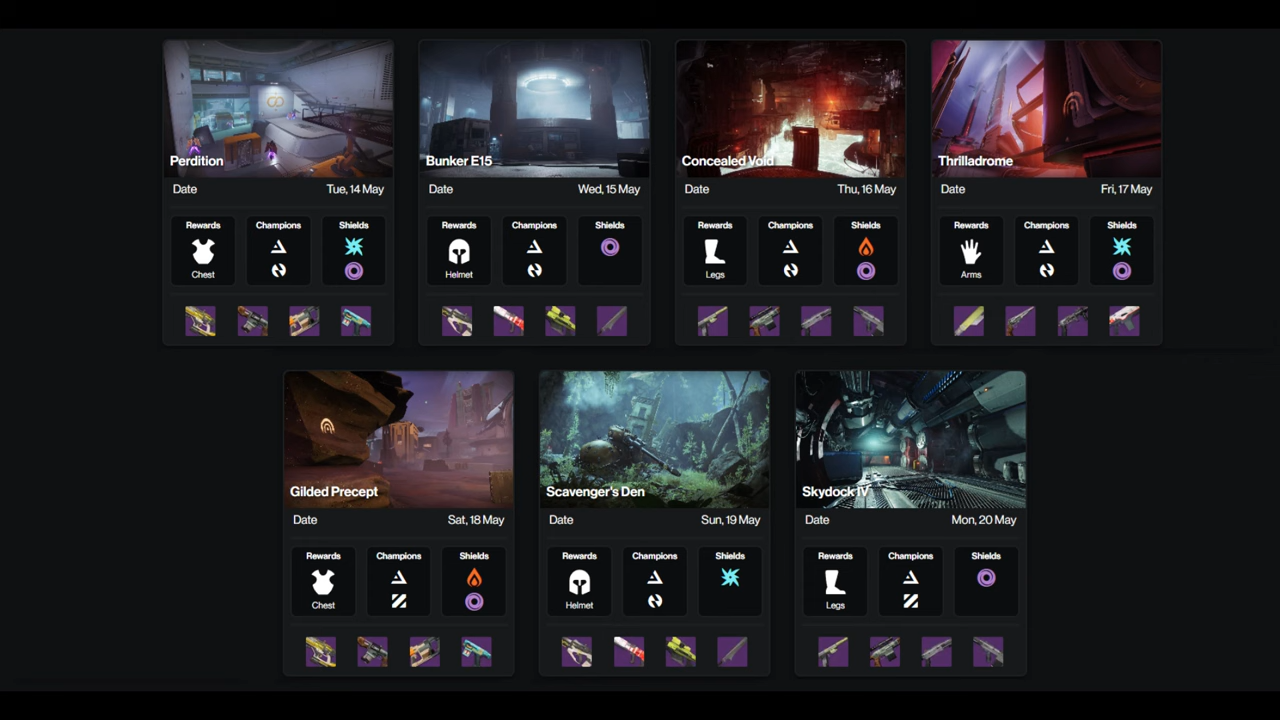 Perdition
Date Tue, 14 May
Rewards Champions Shields
Chest
Bunker E15
Date Wed, 15 May
Rewards Champions Shields
Helmet
Concealed Void
Date Thu, 16 May
Rewards Champions Shields
Legs
Thrilladrome
Date Fri, 17 May
Rewards Champions Shields
Arms
Gilded Precept
Date Sat, 18 May
Rewards Champions Shields
Chest
Scavenger's Den
Date Sun, 19 May
Rewards Champions Shields
Helmet
Skydock IV
Date Mon, 20 May
Rewards Champions Shields
Legs